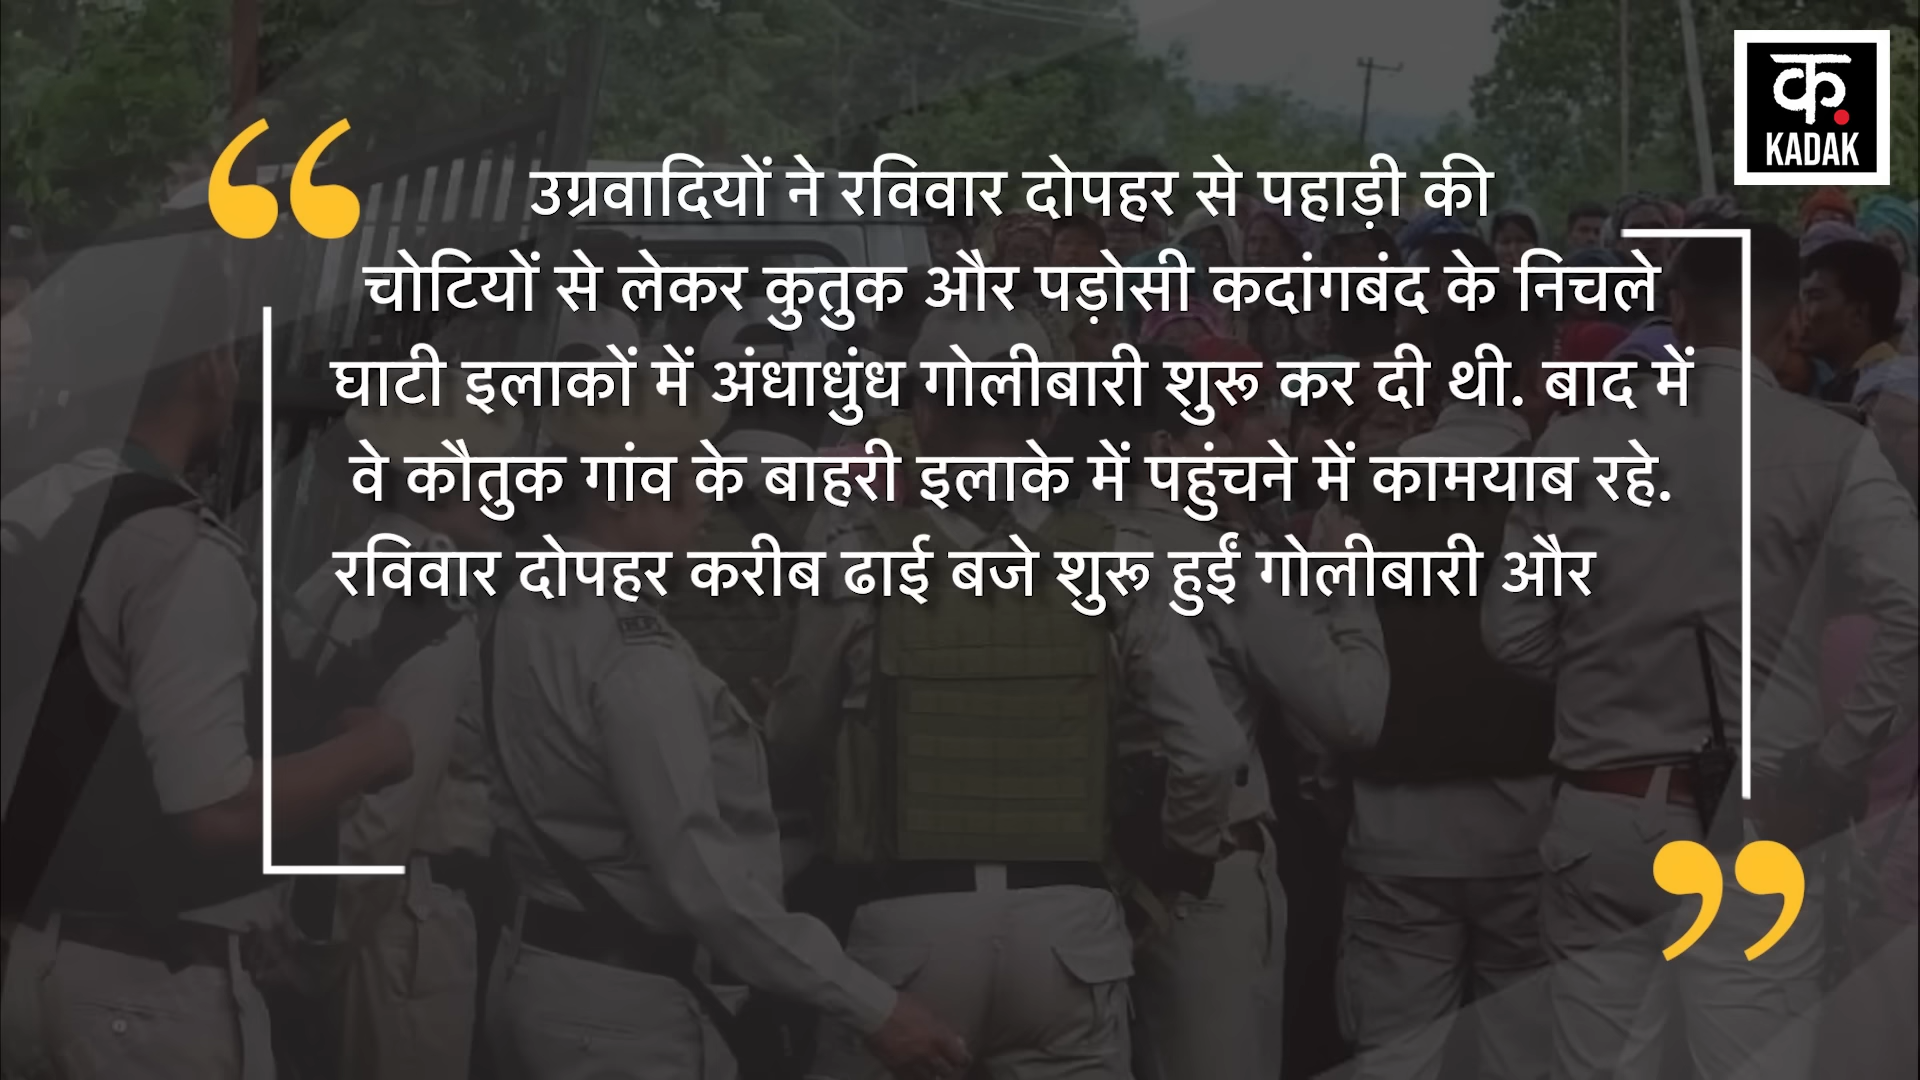 क
KADAK
उग्रवादियों ने रविवार दोपहर से पहाड़ी की
चोटियों से लेकर कुतुक और पड़ोसी कदांगबंद के निचले
घाटी इलाकों में अंधाधुंध गोलीबारी शुरू कर दी थी. बाद में
वे कौतुक गांव के बाहरी इलाके में पहुंचने में कामयाब रहे.
रविवार दोपहर करीब ढाई बजे शुरू हुईं गोलीबारी और